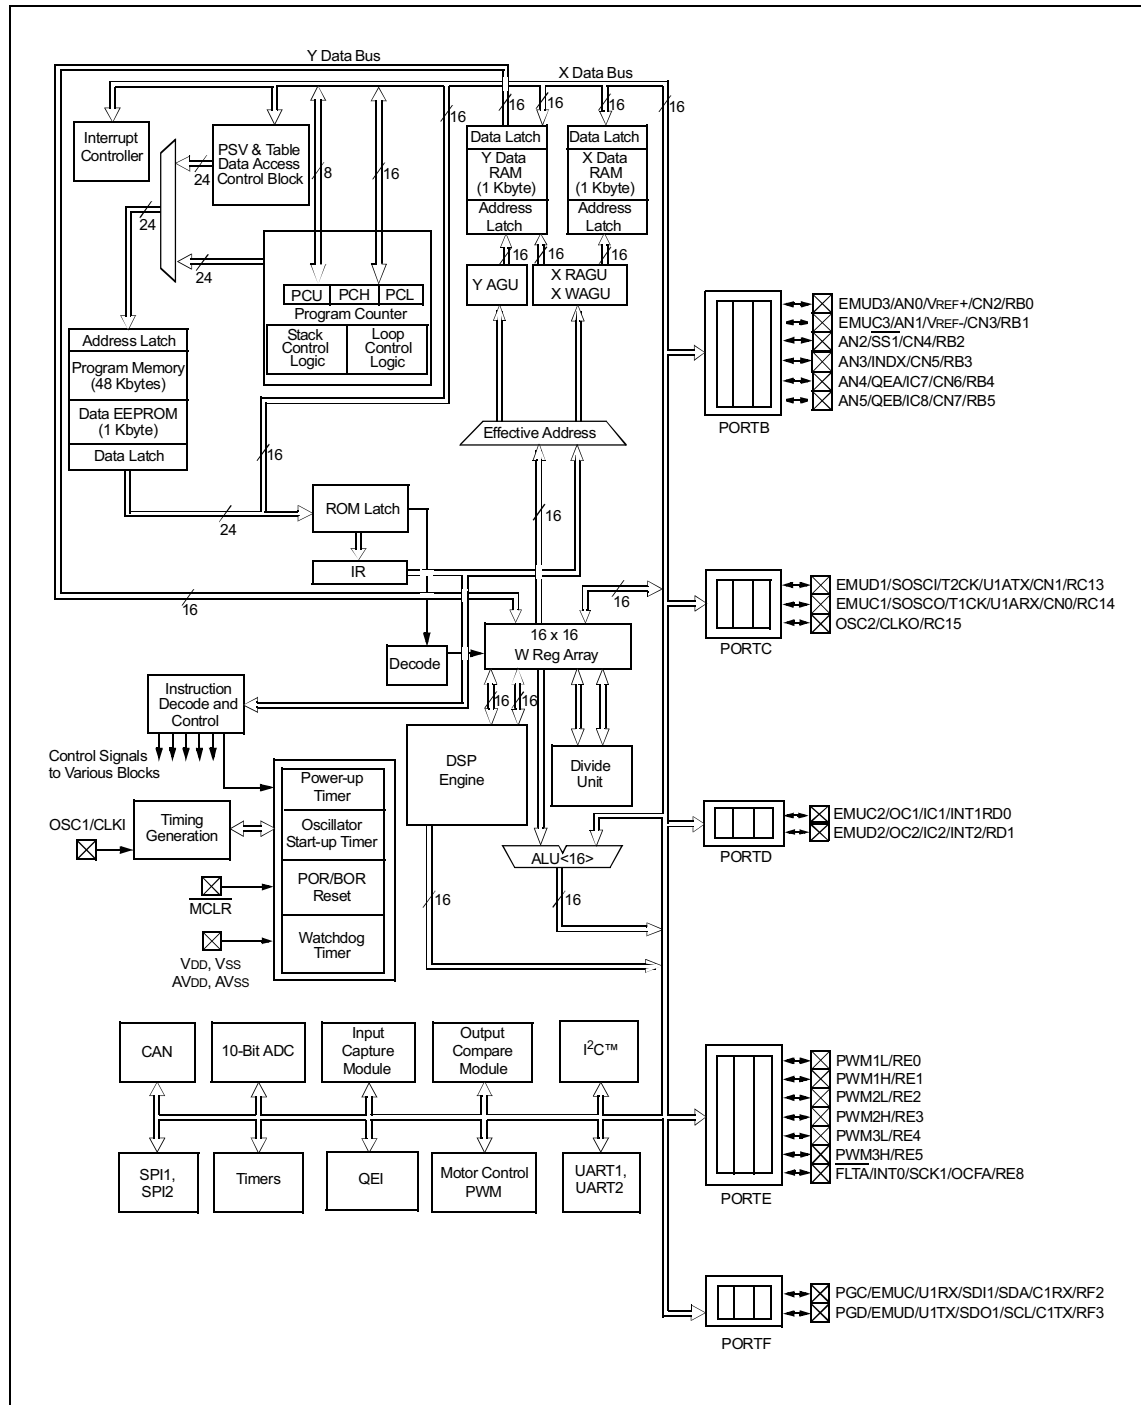 Y Data Bus
X Data Bus
16
16
16
16
16
Interrupt
Controller
PSV & Table
Data Access
Control Block
24
24
24
8
16
Data Latch
Y Data
RAM
(1 Kbyte)
Address
Latch
Data Latch
X Data
RAM
(1 Kbyte)
Address
Latch
16
16
16
Y AGU
X RAGU
X WAGU
PCU
PCH
PCL
Program Counter
Stack
Control
Logic
Loop
Control
Logic
Address Latch
Program Memory
(48 Kbytes)
Data EEPROM
(1 Kbyte)
Data Latch
16
24
Effective Address
16
ROM Latch
IR
16
16
16 x 16
W Reg Array
Decode
Instruction
Decode and
Control
Control Signals
to Various Blocks
16
16
DSP
Engine
Divide
Unit
Power-up
Timer
Oscillator
Start-up Timer
POR/BOR
Reset
Watchdog
Timer
OSC1/CLKI
Timing
Generation
MCLR
VDD, VSS
AVDD, AVSS
ALU<16>
16
16
CAN
10-Bit ADC
Input
Capture
Module
Output
Compare
Module
I2C™
SPI1,
SPI2
Timers
QEI
Motor Control
PWM
UART1,
UART2
EMUD3/AN0/VREF+/CN2/RB0
EMUC3/AN1/VREF-/CN3/RB1
AN2/SS1/CN4/RB2
AN3/INDX/CN5/RB3
AN4/QEA/IC7/CN6/RB4
AN5/QEB/IC8/CN7/RB5
PORTB
EMUD1/SOSCI/T2CK/U1ATX/CN1/RC13
EMUC1/SOSCO/T1CK/U1ARX/CN0/RC14
OSC2/CLKO/RC15
PORTC
EMUC2/OC1/IC1/INT1RD0
EMUD2/OC2/IC2/INT2/RD1
PORTD
PWM1L/RE0
PWM1H/RE1
PWM2L/RE2
PWM2H/RE3
PWM3L/RE4
PWM3H/RE5
FLTA/INT0/SCK1/OCFA/RE8
PORTE
PGC/EMUC/U1RX/SDI1/SDA/C1RX/RF2
PGD/EMUD/U1TX/SDO1/SCL/C1TX/RF3
PORTF